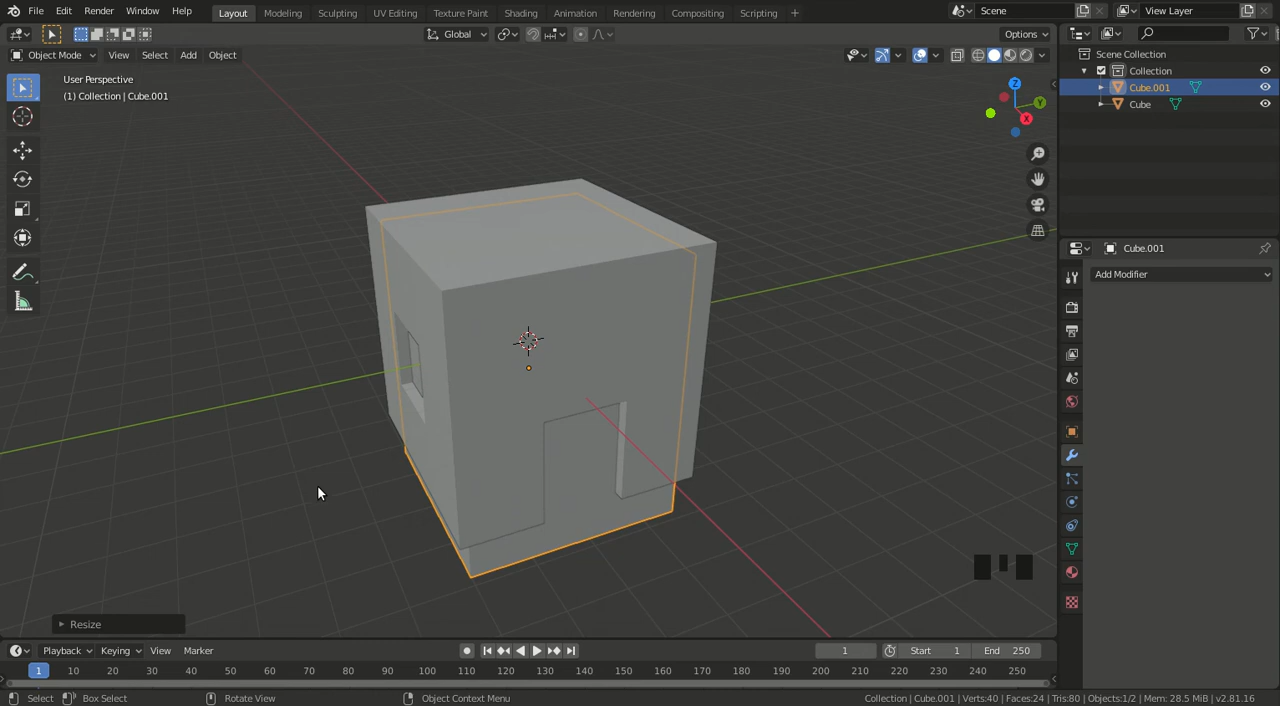 File Edit Render Window Help Layout Modeling Sculpting UV Editing Texture Paint Shading Animation Rendering Compositing Scripting + Scene View Layer
Global Options
Object Mode View Select Add Object
User Perspective
(1) Collection | Cube.001
Scene Collection
Collection
Cube.001
Cube
Z
Y
X
Cube.001
Add Modifier
Resize
Playback Keying View Marker 1 Start 1 End 250
1 10 20 30 40 50 60 70 80 90 100 110 120 130 140 150 160 170 180 190 200 210 220 230 240 250
Select Box Select Rotate View Object Context Menu Collection | Cube.001 | Verts:40 | Faces:24 | Tris:80 | Objects:1/2 | Mem: 28.5 MiB | v2.81.16